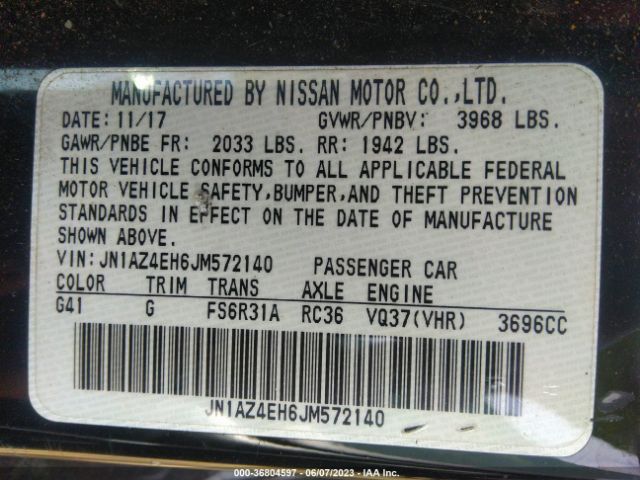 MANUFACTURED BY NISSAN MOTOR CO.,LTD.
DATE: 11/17 GVWR/PNBV: 3968 LBS.
GAWR/PNBE FR: 2033 LBS. RR: 1942 LBS.
THIS VEHICLE CONFORMS TO ALL APPLICABLE FEDERAL
MOTOR VEHICLE SAFETY,BUMPER,AND THEFT PREVENTION
STANDARDS IN EFFECT ON THE DATE OF MANUFACTURE
SHOWN ABOVE.
VIN: JN1AZ4EH6JM572140 PASSENGER CAR
COLOR TRIM TRANS AXLE ENGINE
G41 G FS6R31A RC36 VQ37(VHR) 3696CC
JN1AZ4EH6JM572140
000-36804597 - 06/07/2023 - IAA Inc.